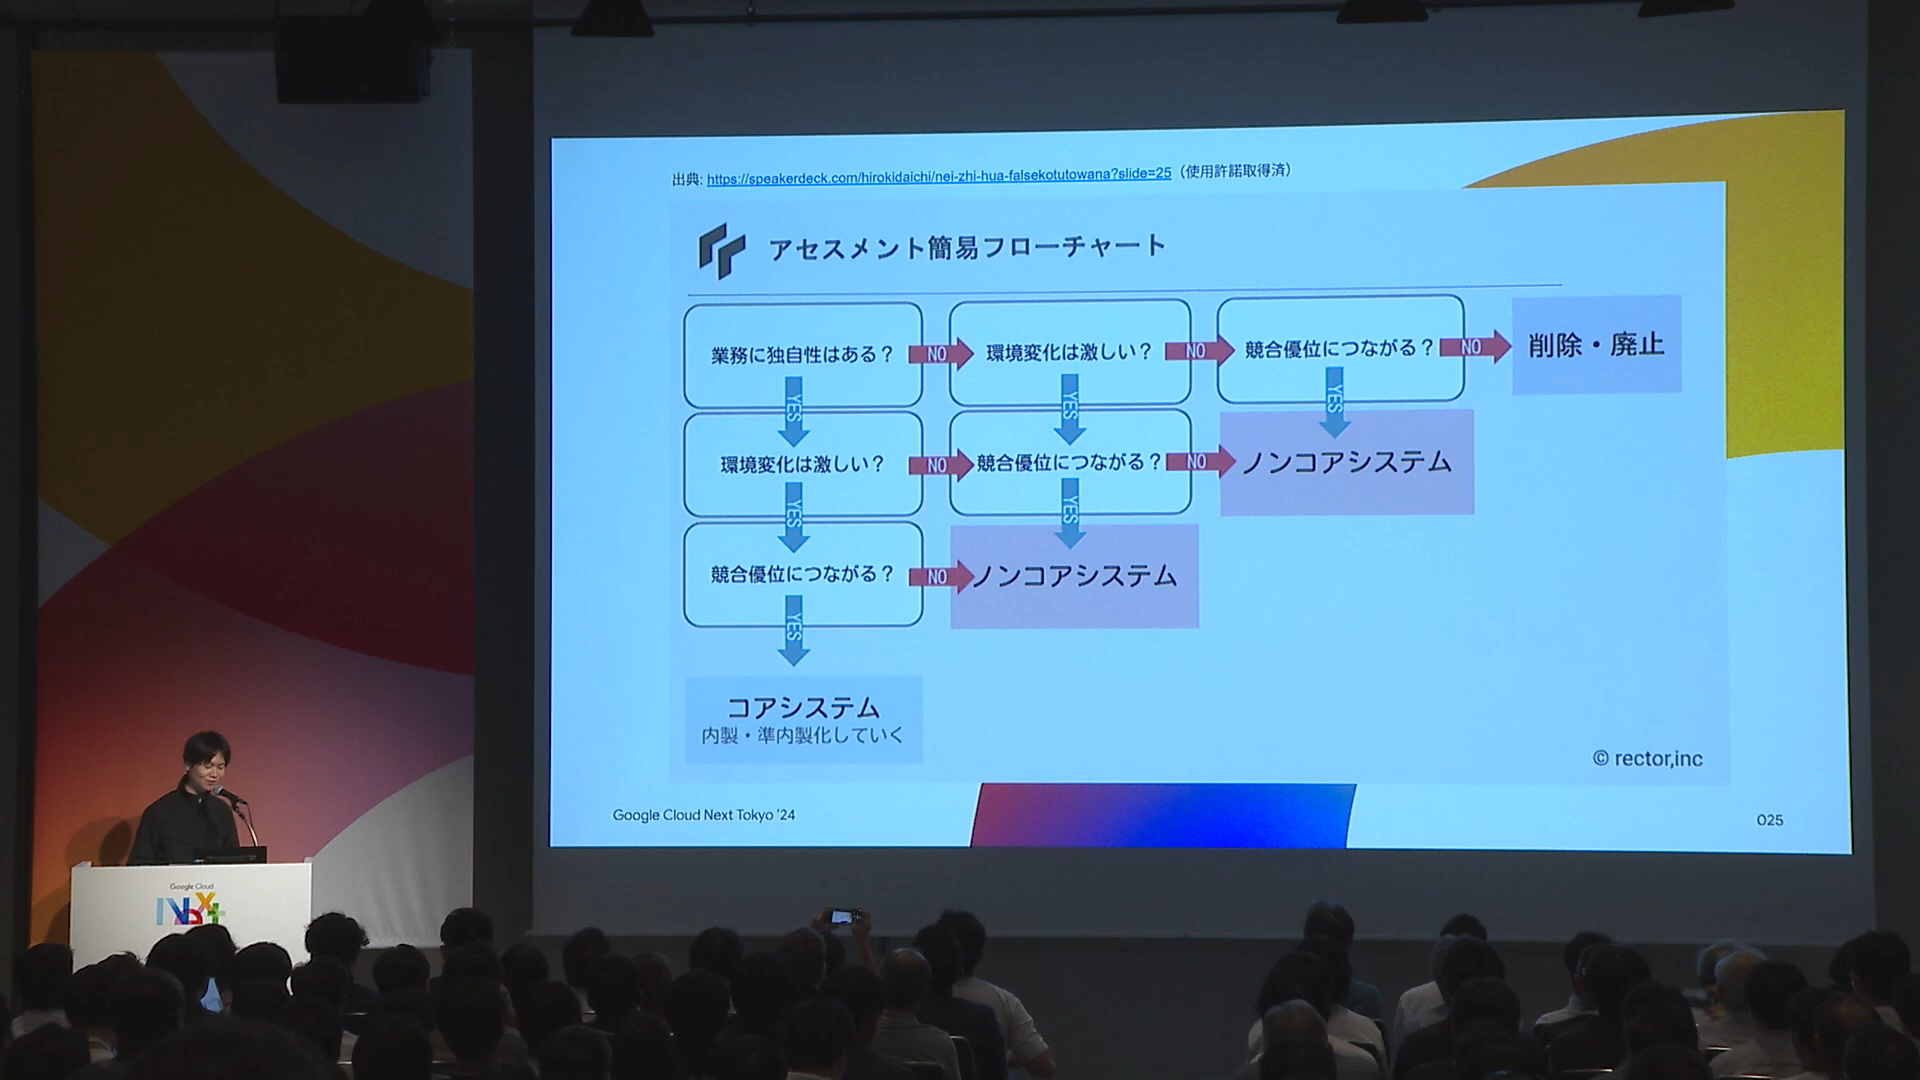 出典: https://speakerdeck.com/hirokidaichi/nei-zhi-hua-falsekotutowana?slide=25（使用許諾取得済）
アセスメント簡易フローチャート
業務に独自性はある？ NO 環境変化は激しい？ NO 競合優位につながる？ NO 削除・廃止
YES YES YES
環境変化は激しい？ NO 競合優位につながる？ NO ノンコアシステム
YES YES
競合優位につながる？ NO ノンコアシステム
YES
コアシステム
内製・準内製化していく
© rector,inc
Google Cloud Next Tokyo '24
025
Google Cloud
Next